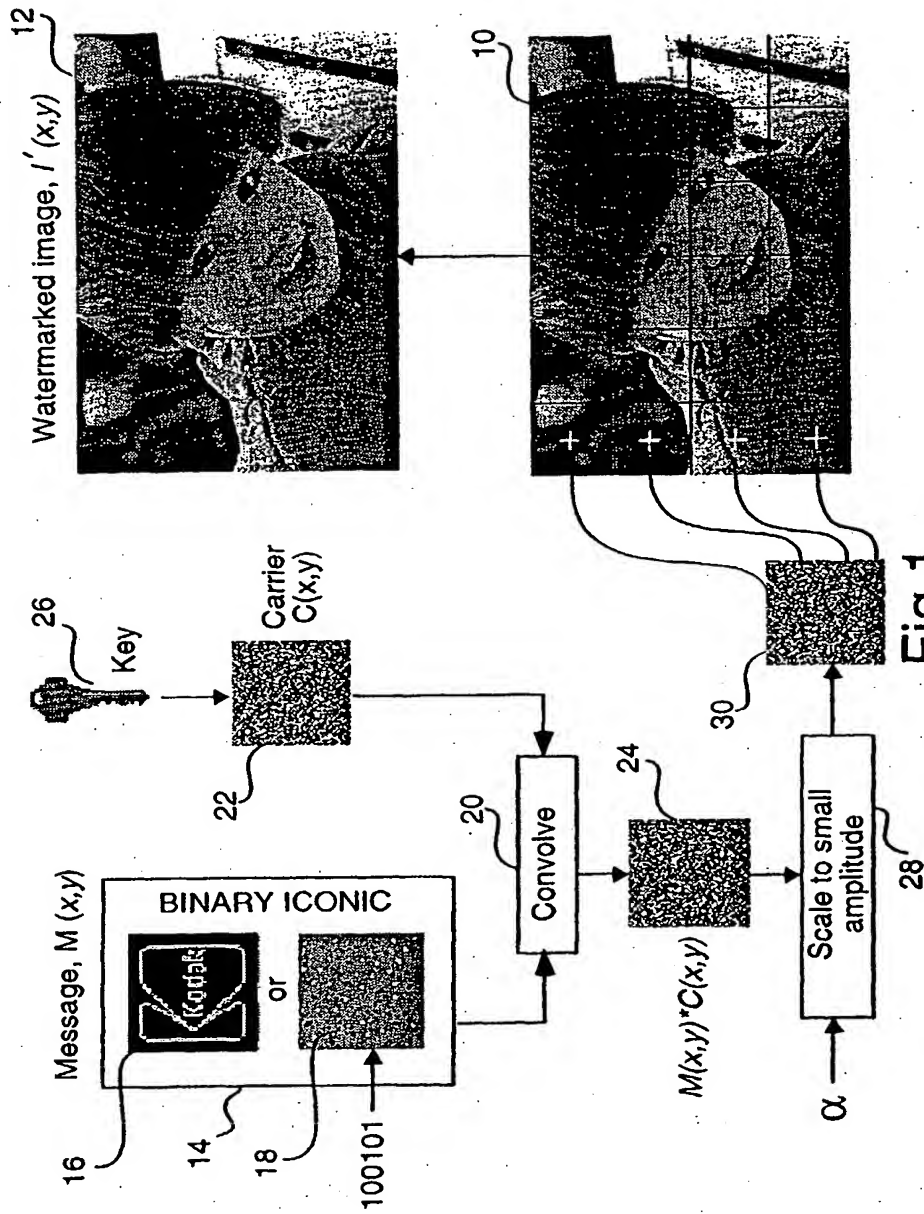 Message, M (x,y)
BINARY ICONIC
16
Kodak
or
14
18
100101
26
Key
Carrier
C(x,y)
22
20
Convolve
24
M(x,y)*C(x,y)
α
Scale to small
amplitude
28
30
Watermarked image, I′(x,y)
12
10
Fig. 1